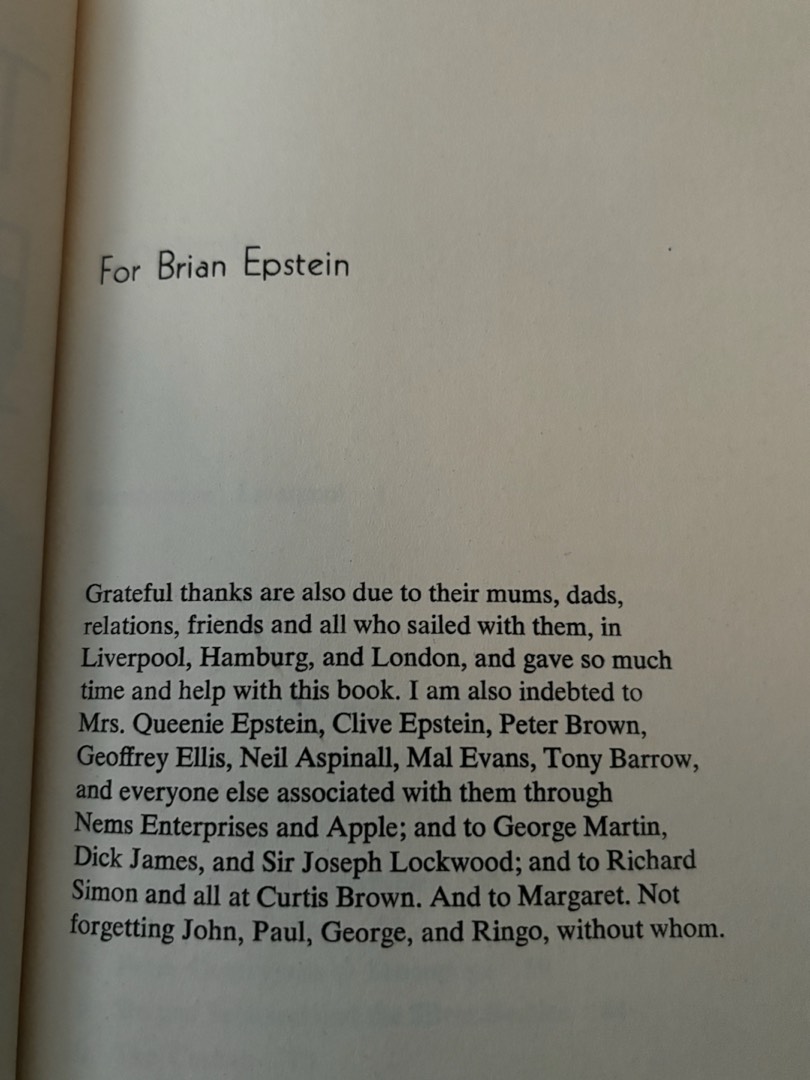 For Brian Epstein
Grateful thanks are also due to their mums, dads,
relations, friends and all who sailed with them, in
Liverpool, Hamburg, and London, and gave so much
time and help with this book. I am also indebted to
Mrs. Queenie Epstein, Clive Epstein, Peter Brown,
Geoffrey Ellis, Neil Aspinall, Mal Evans, Tony Barrow,
and everyone else associated with them through
Nems Enterprises and Apple; and to George Martin,
Dick James, and Sir Joseph Lockwood; and to Richard
Simon and all at Curtis Brown. And to Margaret. Not
forgetting John, Paul, George, and Ringo, without whom.